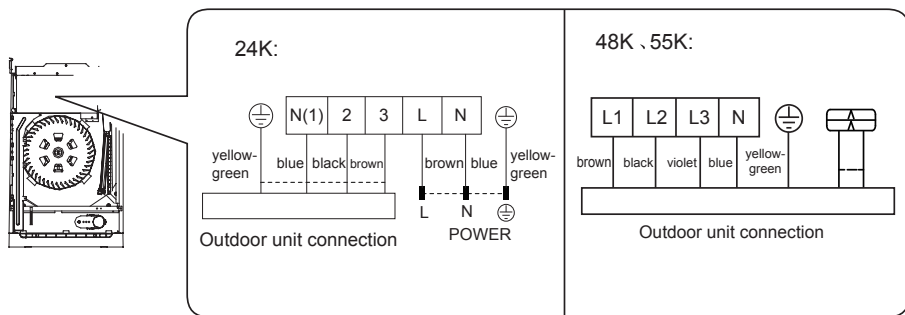 24K:
N(1) 2 3 L N
yellow-
green
blue
black
brown
brown
blue
yellow-
green
L N
POWER
Outdoor unit connection
48K 、55K:
L1 L2 L3 N
brown
black
violet
blue
yellow-
green
Outdoor unit connection